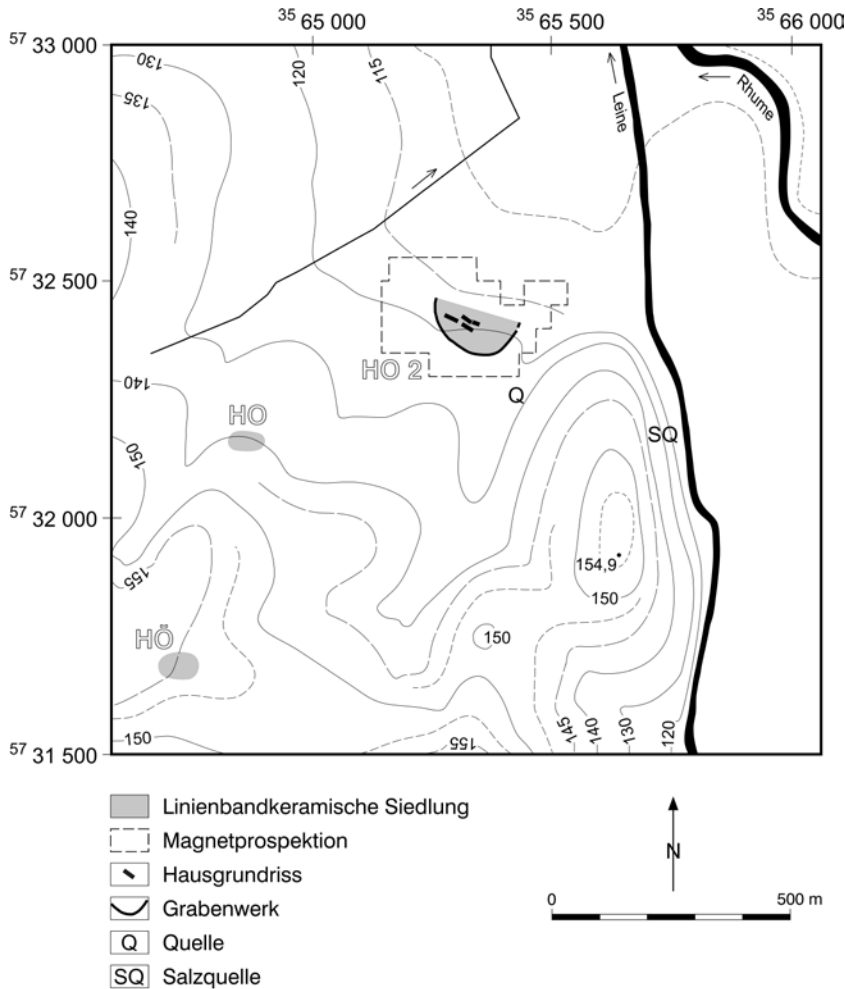 35 65 000
35 65 500
35 66 000
57 33 000
130
135
120
115
Leine
Rhume
140
57 32 500
HO 2
140
HO
Q
SQ
150
57 32 000
154,9
155
150
HÖ
150
150
145
140
130
120
155
57 31 500
Linienbandkeramische Siedlung
Magnetprospektion
Hausgrundriss
Grabenwerk
Q Quelle
SQ Salzquelle
N
0 500 m